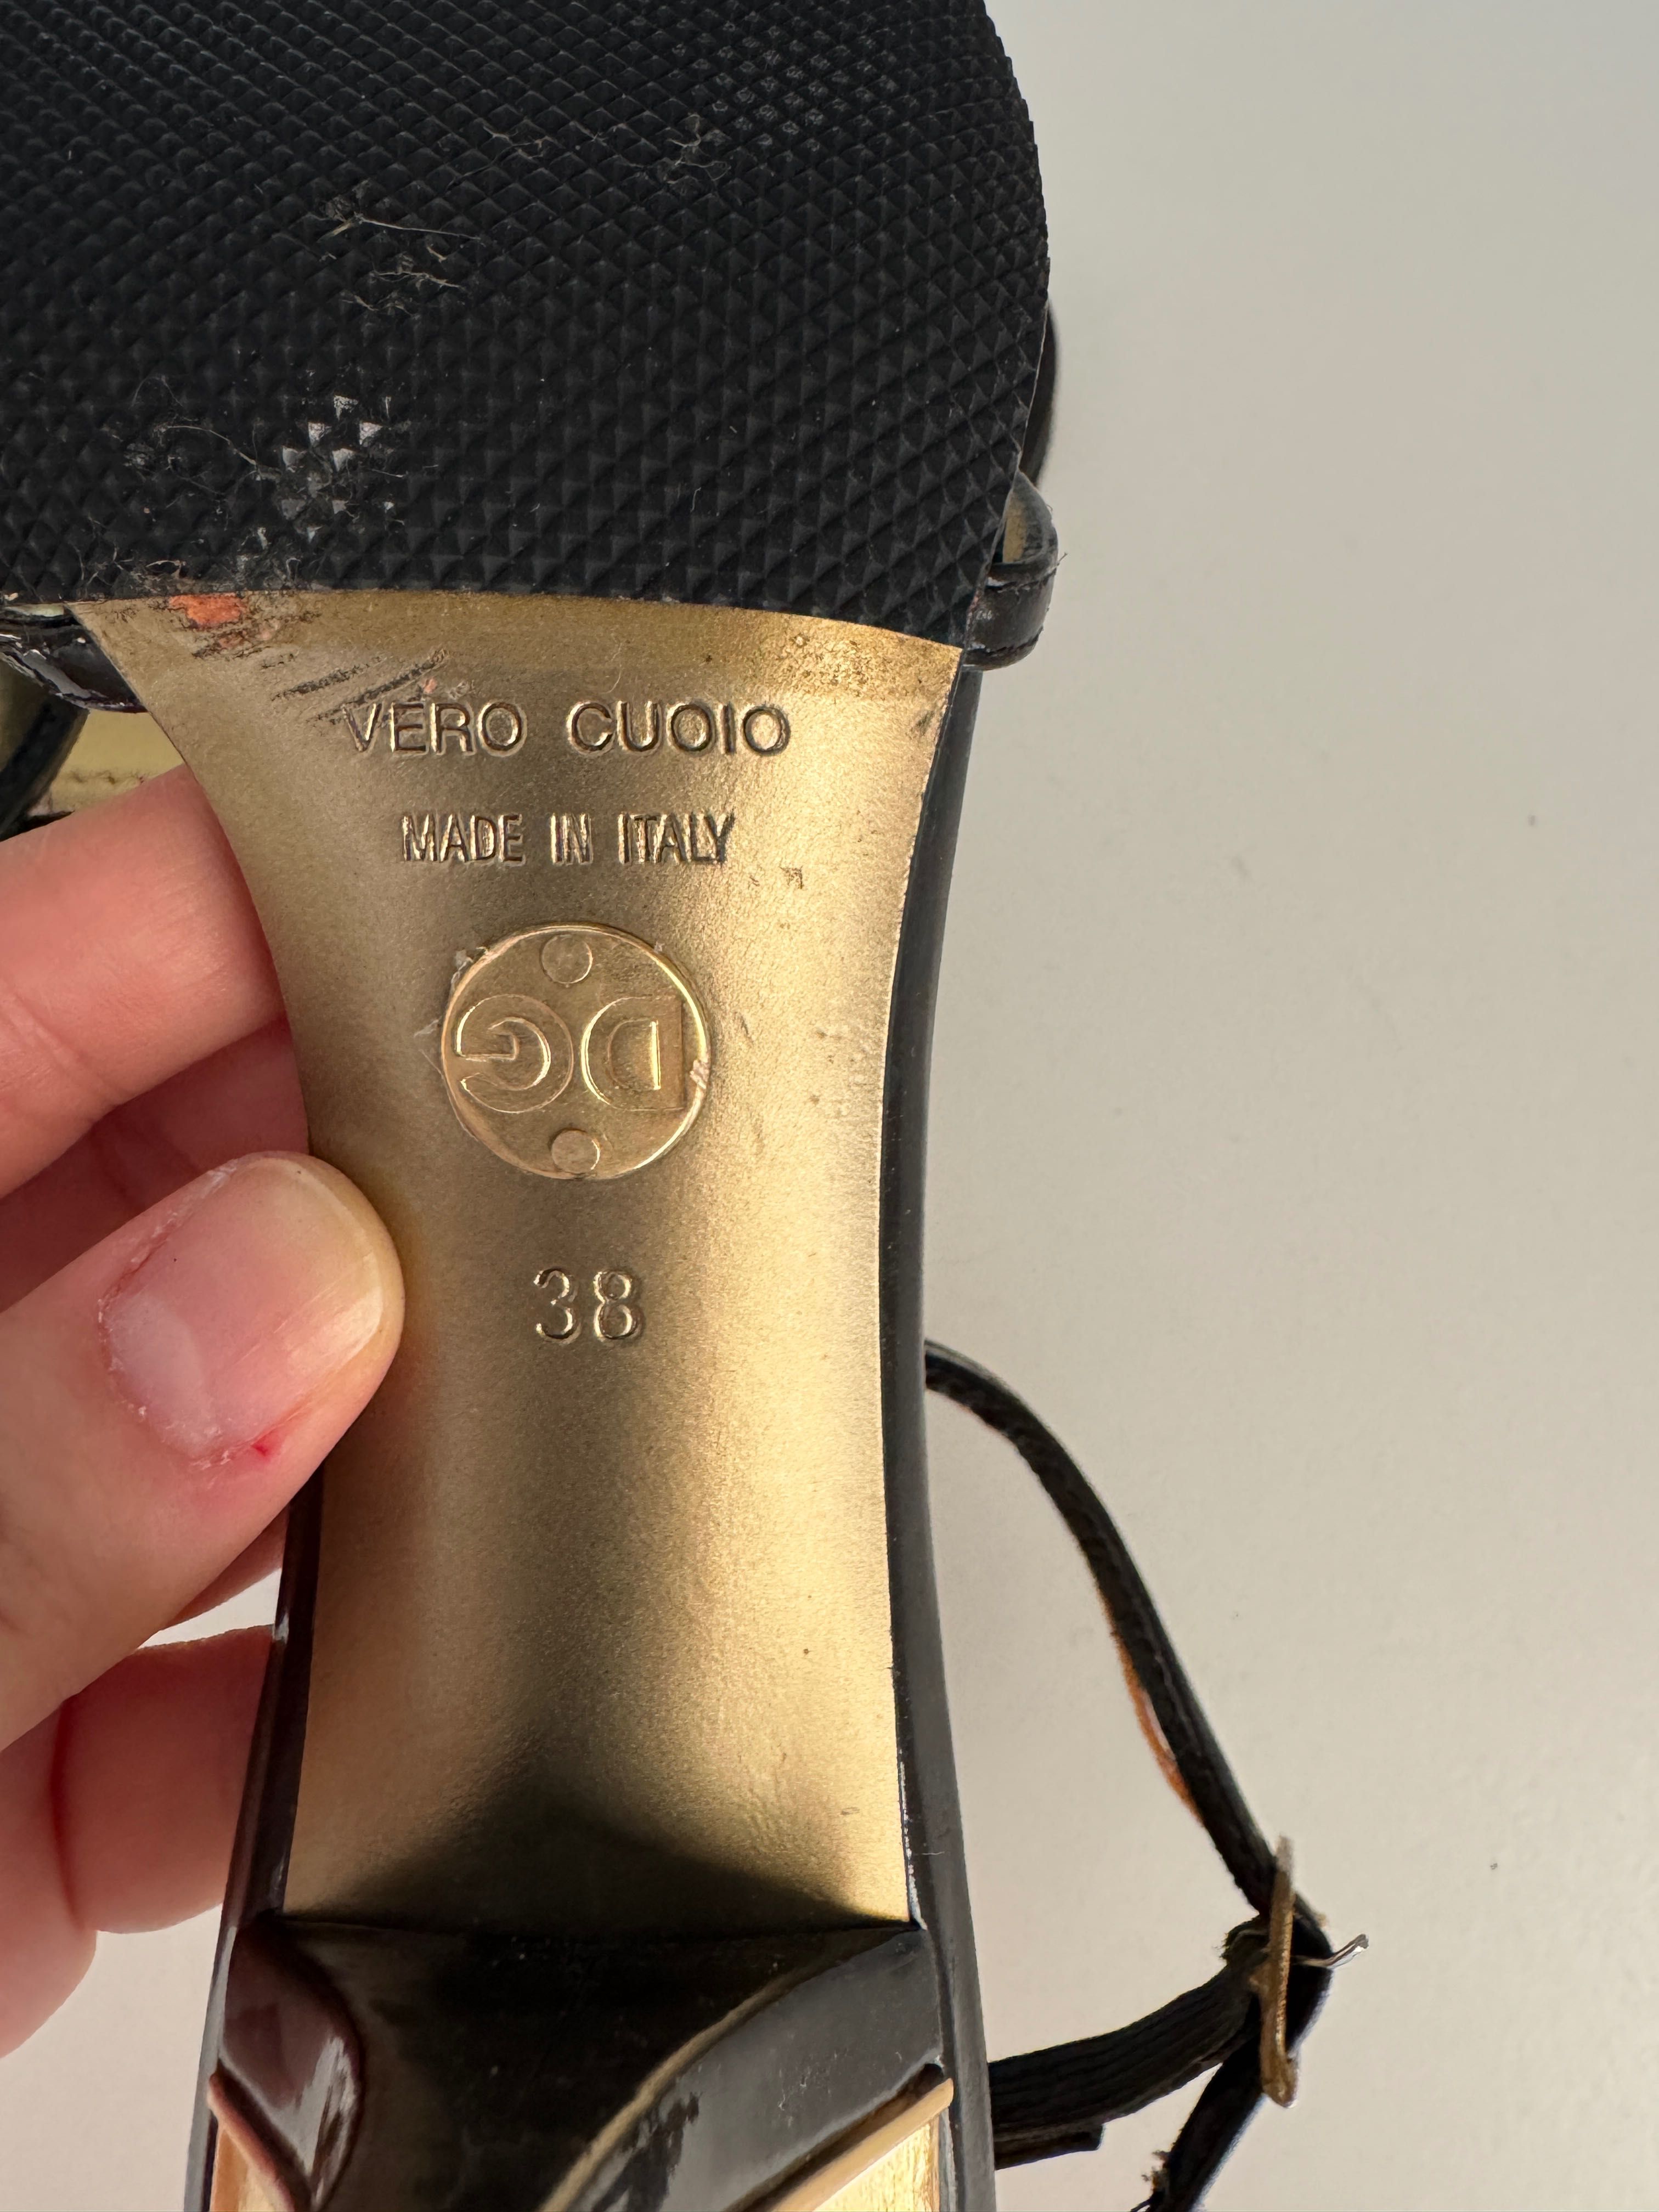 VERO CUOIO
MADE IN ITALY
DG
38